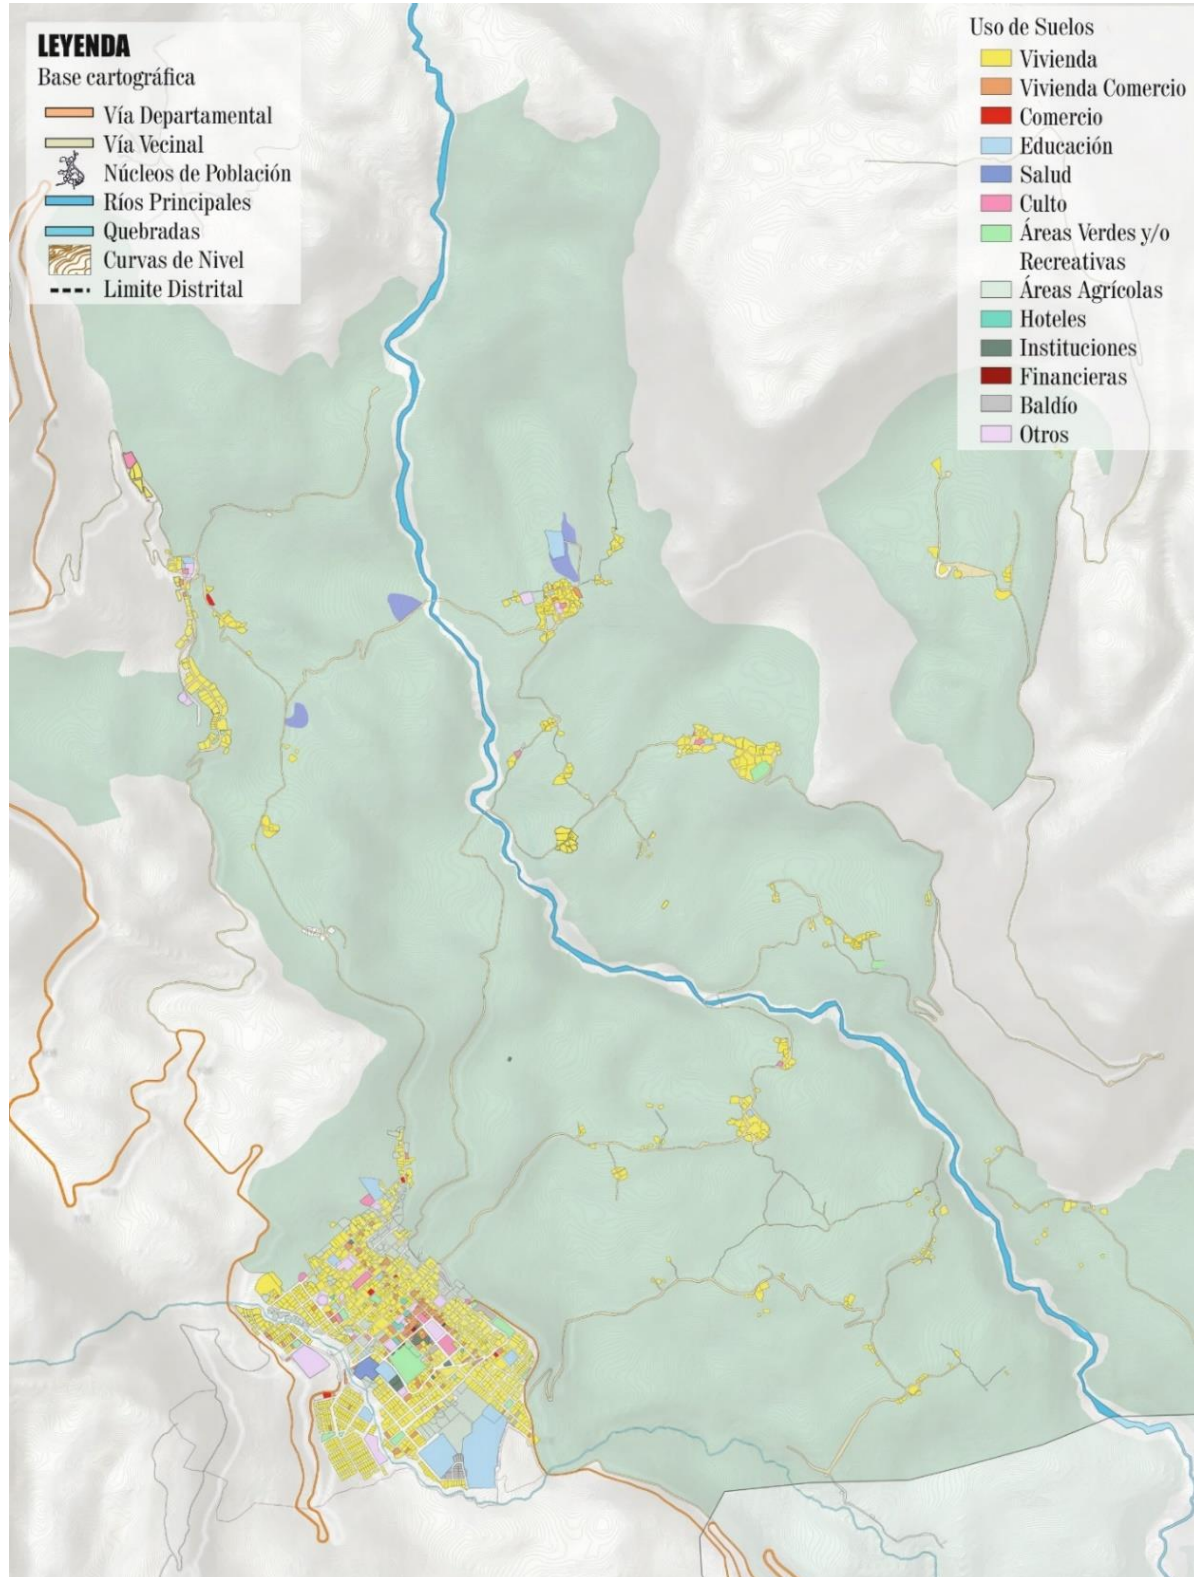 LEYENDA
Base cartográfica
Vía Departamental
Vía Vecinal
Núcleos de Población
Ríos Principales
Quebradas
Curvas de Nivel
Limite Distrital
Uso de Suelos
Vivienda
Vivienda Comercio
Comercio
Educación
Salud
Culto
Áreas Verdes y/o
Recreativas
Áreas Agrícolas
Hoteles
Instituciones
Financieras
Baldío
Otros